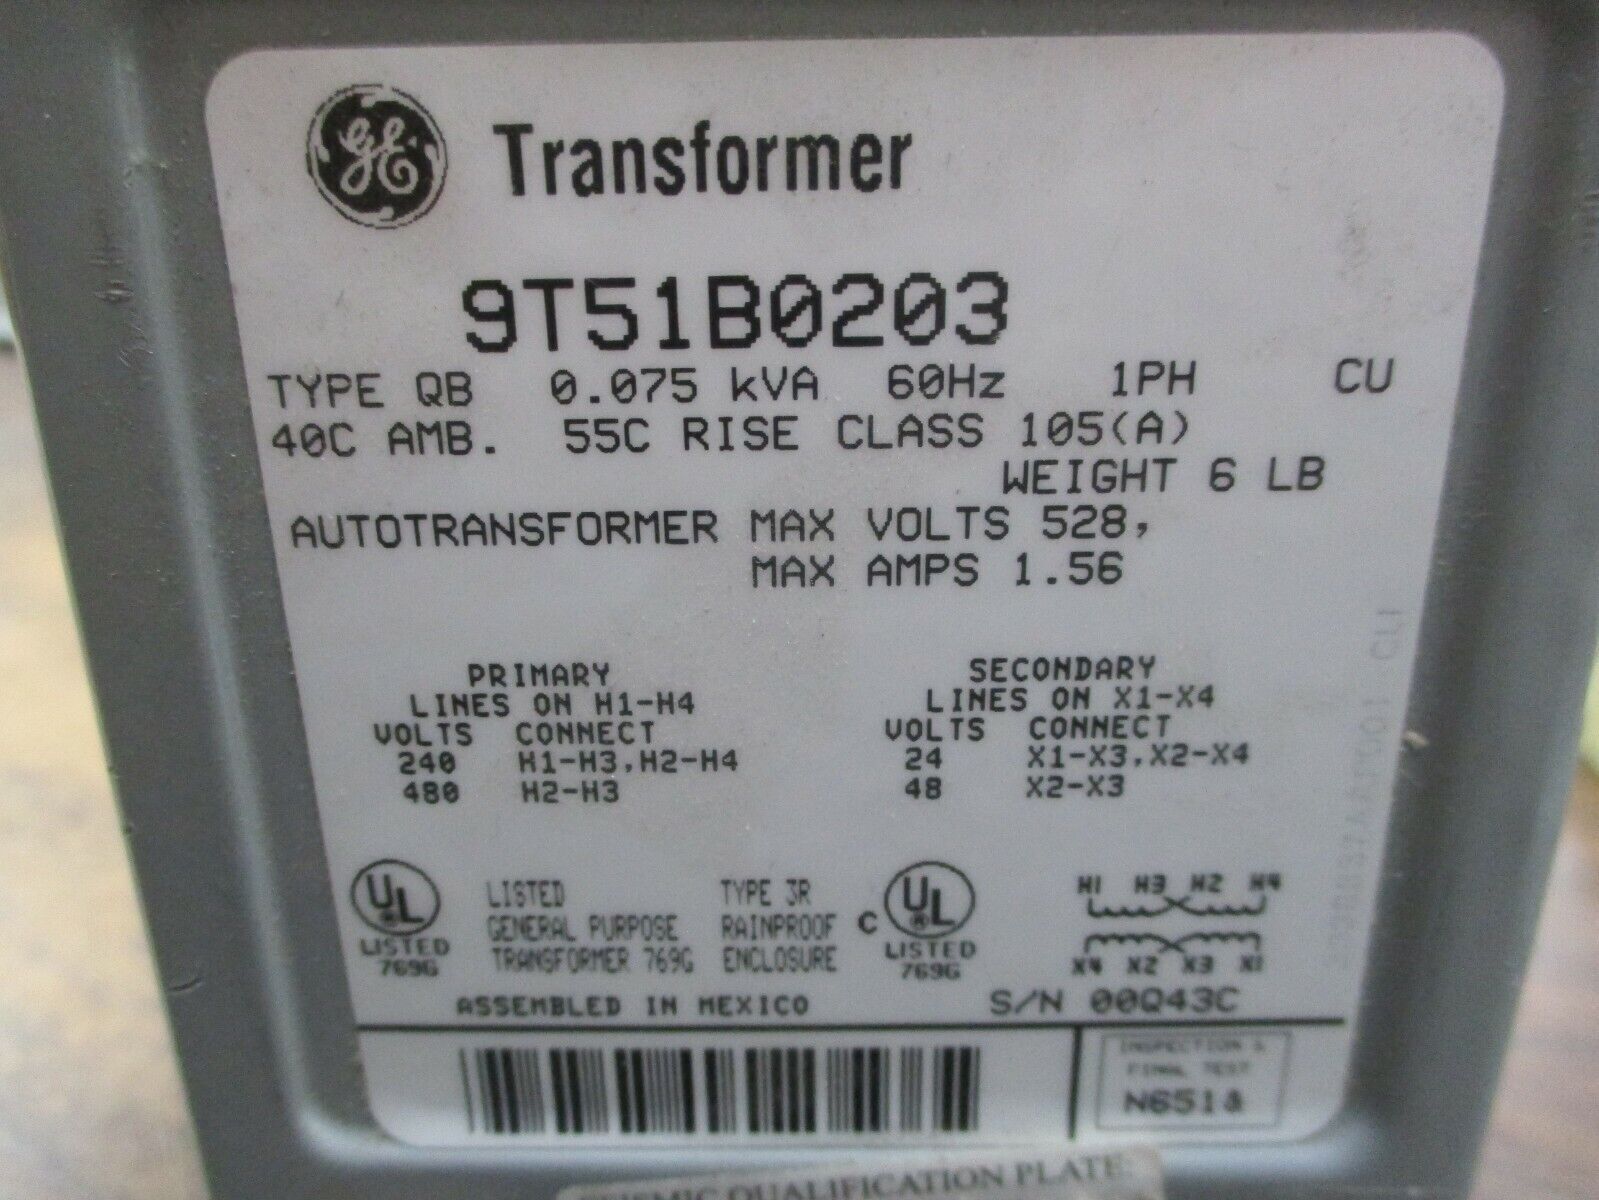 GE Transformer
9T51B0203
TYPE QB 0.075 kVA 60Hz 1PH CU
40C AMB. 55C RISE CLASS 105(A)
WEIGHT 6 LB
AUTOTRANSFORMER MAX VOLTS 528,
MAX AMPS 1.56
PRIMARY
LINES ON H1-H4
VOLTS CONNECT
240 H1-H3,H2-H4
480 H2-H3
SECONDARY
LINES ON X1-X4
VOLTS CONNECT
24 X1-X3,X2-X4
48 X2-X3
UL ®
LISTED
769G
LISTED
GENERAL PURPOSE
TRANSFORMER 769G
TYPE 3R
RAINPROOF
ENCLOSURE
C UL ®
LISTED
769G
H1 H3 H2 H4
X4 X2 X3 X1
ASSEMBLED IN MEXICO
S/N 00Q43C
INSPECTION &
FINAL TEST
N651&
SEISMIC QUALIFICATION PLATE